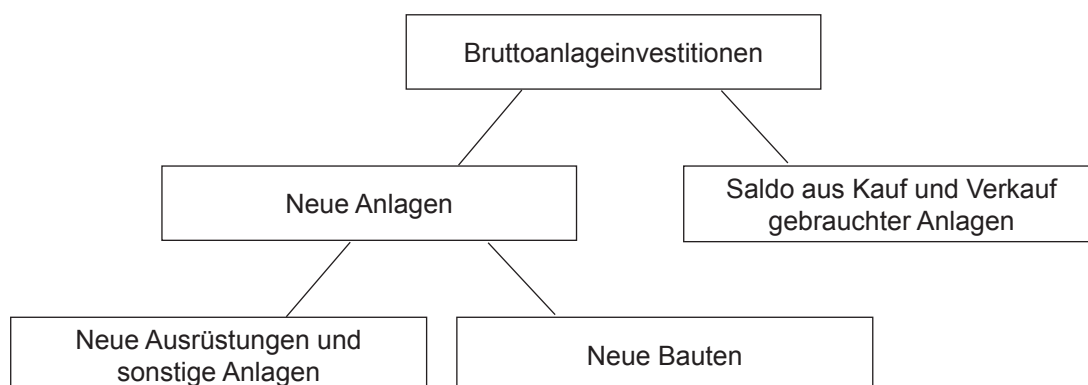 Bruttoanlageinvestitionen
Neue Anlagen
Saldo aus Kauf und Verkauf
gebrauchter Anlagen
Neue Ausrüstungen und
sonstige Anlagen
Neue Bauten